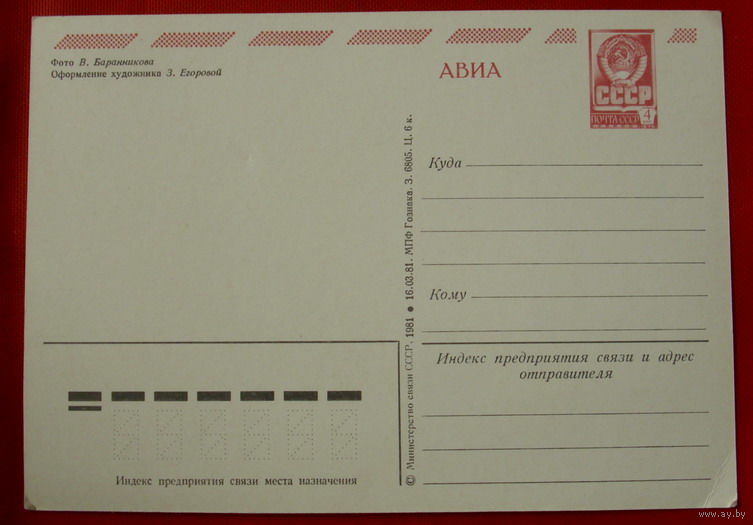 Фото В. Баранникова
Оформление художника З. Егоровой
АВИА
СССР
ПОЧТА СССР 4
Куда
Кому
© Министерство связи СССР, 1981 ● 16.03.81. МПФ Гознака. З. 6805. Ц. 6 к.
Индекс предприятия связи и адрес
отправителя
Индекс предприятия связи места назначения
www.ay.by